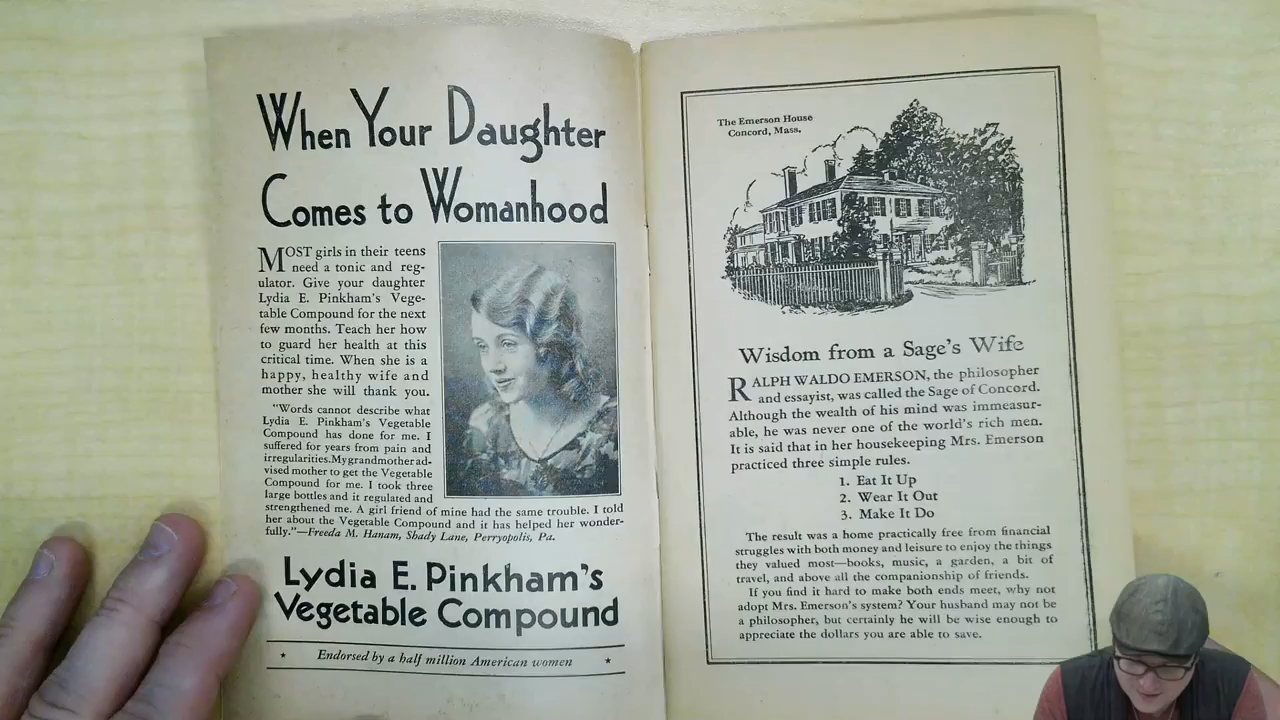 When Your Daughter
Comes to Womanhood
MOST girls in their teens
need a tonic and reg-
ulator. Give your daughter
Lydia E. Pinkham's Vege-
table Compound for the next
few months. Teach her how
to guard her health at this
critical time. When she is a
happy, healthy wife and
mother she will thank you.
"Words cannot describe what
Lydia E. Pinkham's Vegetable
Compound has done for me. I
suffered for years from pain and
irregularities. My grandmother ad-
vised mother to get the Vegetable
Compound for me. I took three
large bottles and it regulated and
strengthened me. A girl friend of mine had the same trouble. I told
her about the Vegetable Compound and it has helped her wonder-
fully."—Freeda M. Hanam, Shady Lane, Perryopolis, Pa.
Lydia E. Pinkham's
Vegetable Compound
Endorsed by a half million American women
The Emerson House
Concord, Mass.
Wisdom from a Sage's Wife
RALPH WALDO EMERSON, the philosopher
and essayist, was called the Sage of Concord.
Although the wealth of his mind was immeasur-
able, he was never one of the world's rich men.
It is said that in her housekeeping Mrs. Emerson
practiced three simple rules.
1. Eat It Up
2. Wear It Out
3. Make It Do
The result was a home practically free from financial
struggles with both money and leisure to enjoy the things
they valued most—books, music, a garden, a bit of
travel, and above all the companionship of friends.
If you find it hard to make both ends meet, why not
adopt Mrs. Emerson's system? Your husband may not be
a philosopher, but certainly he will be wise enough to
appreciate the dollars you are able to save.